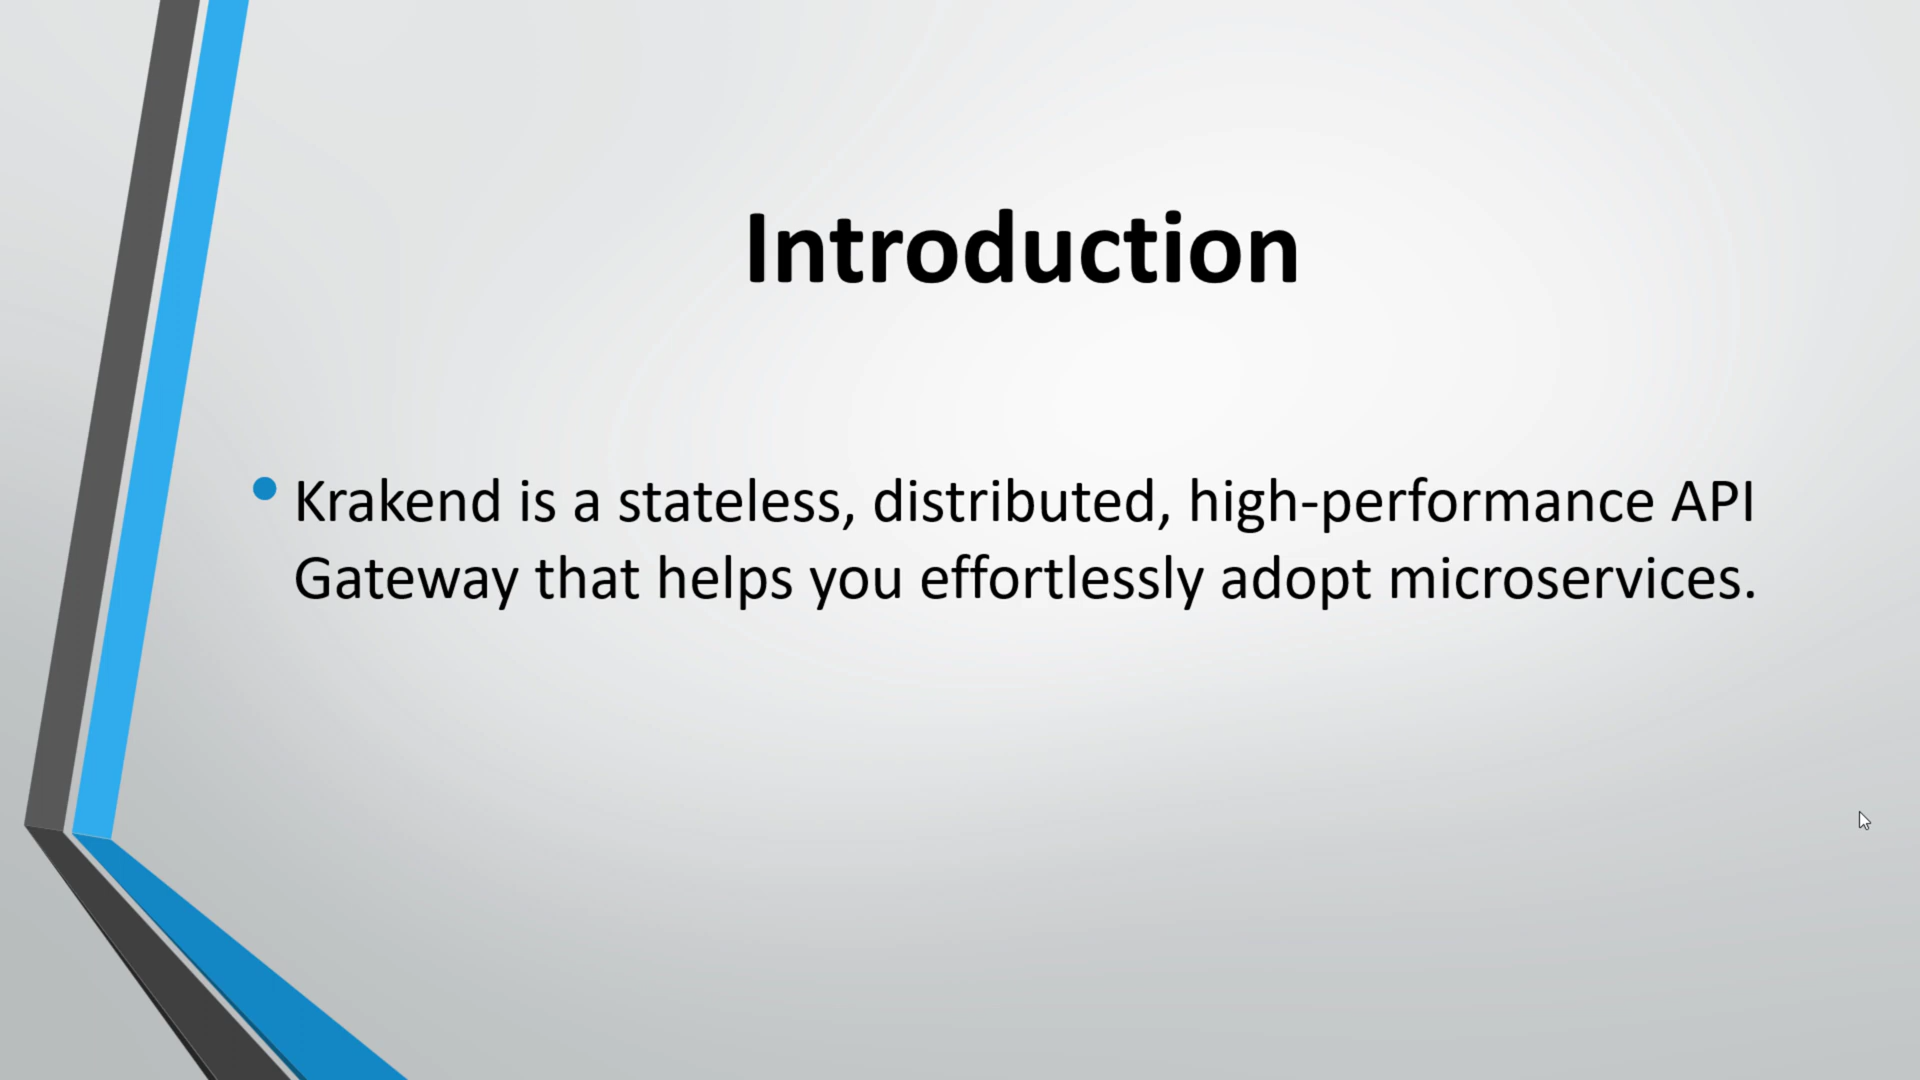 Introduction
• Krakend is a stateless, distributed, high-performance API
Gateway that helps you effortlessly adopt microservices.